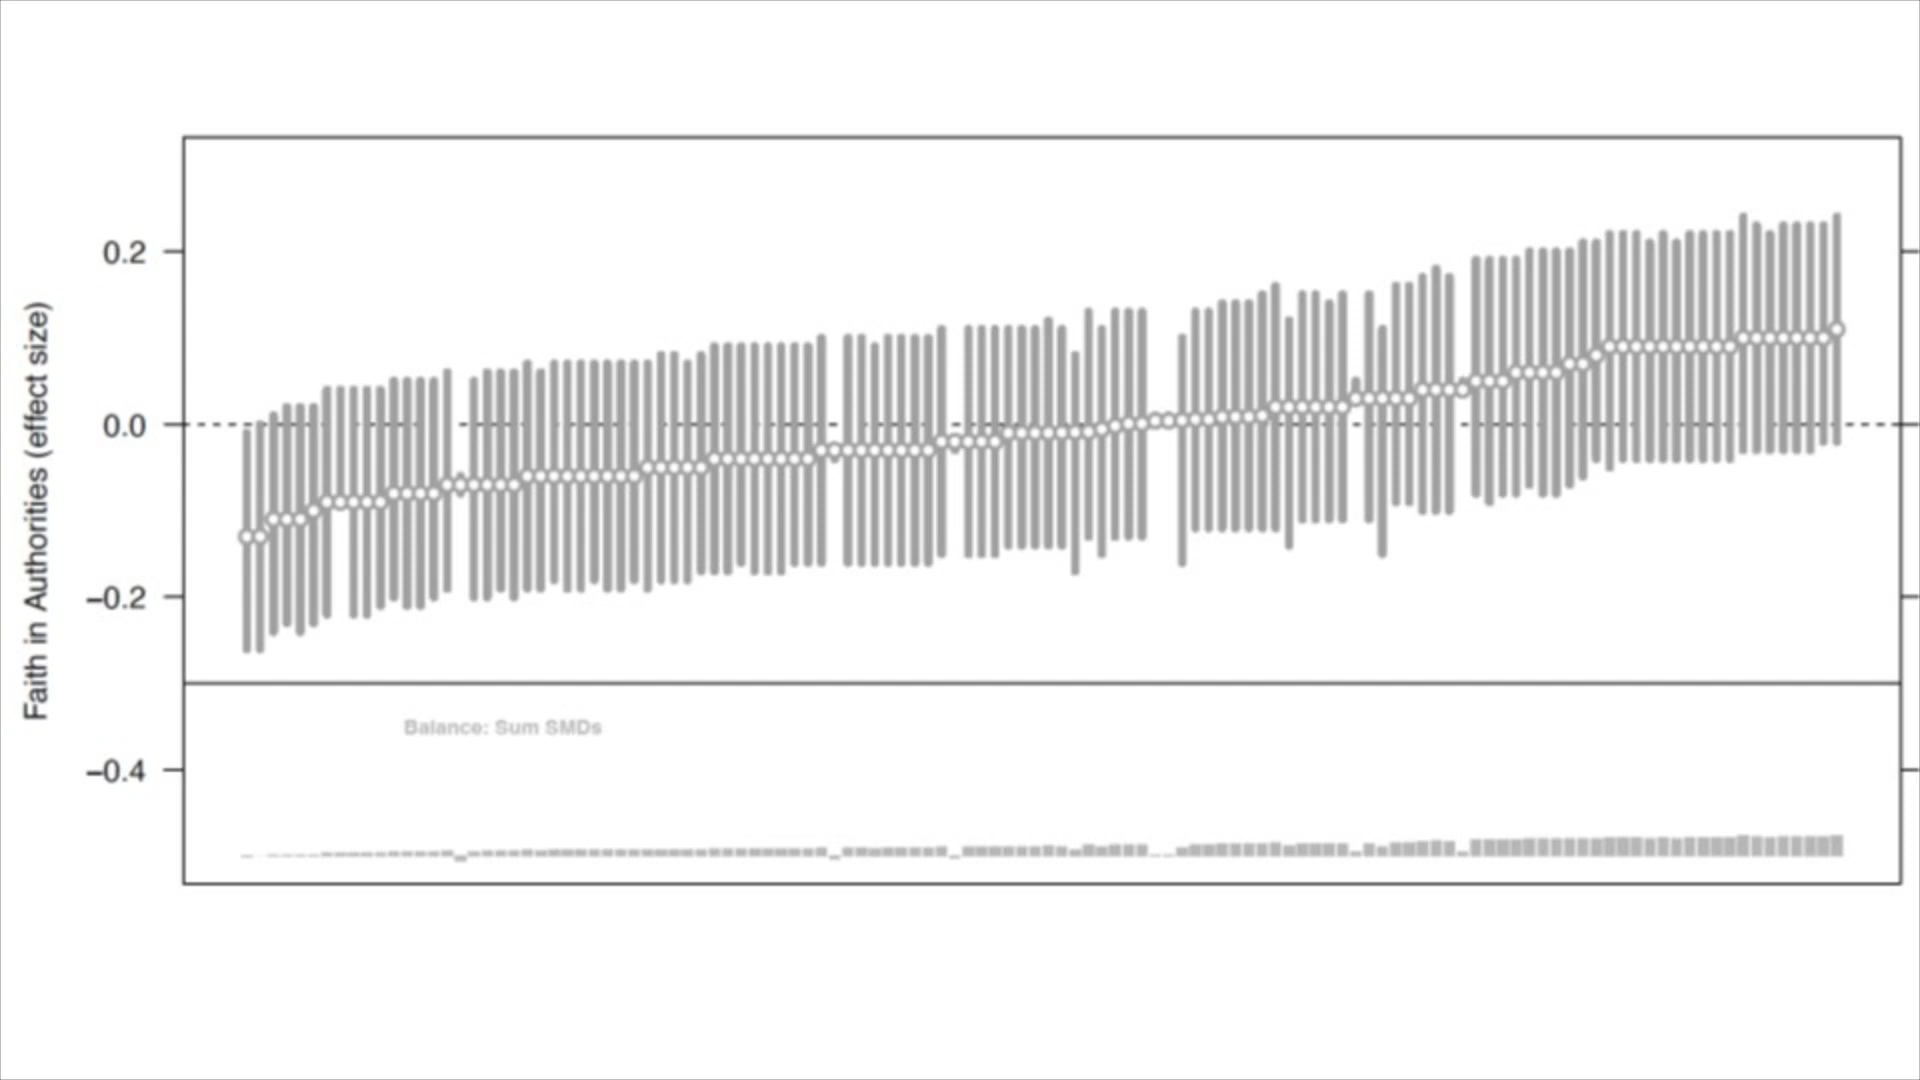 Faith in Authorities (effect size)
0.2
0.0
−0.2
−0.4
Balance: Sum SMDs